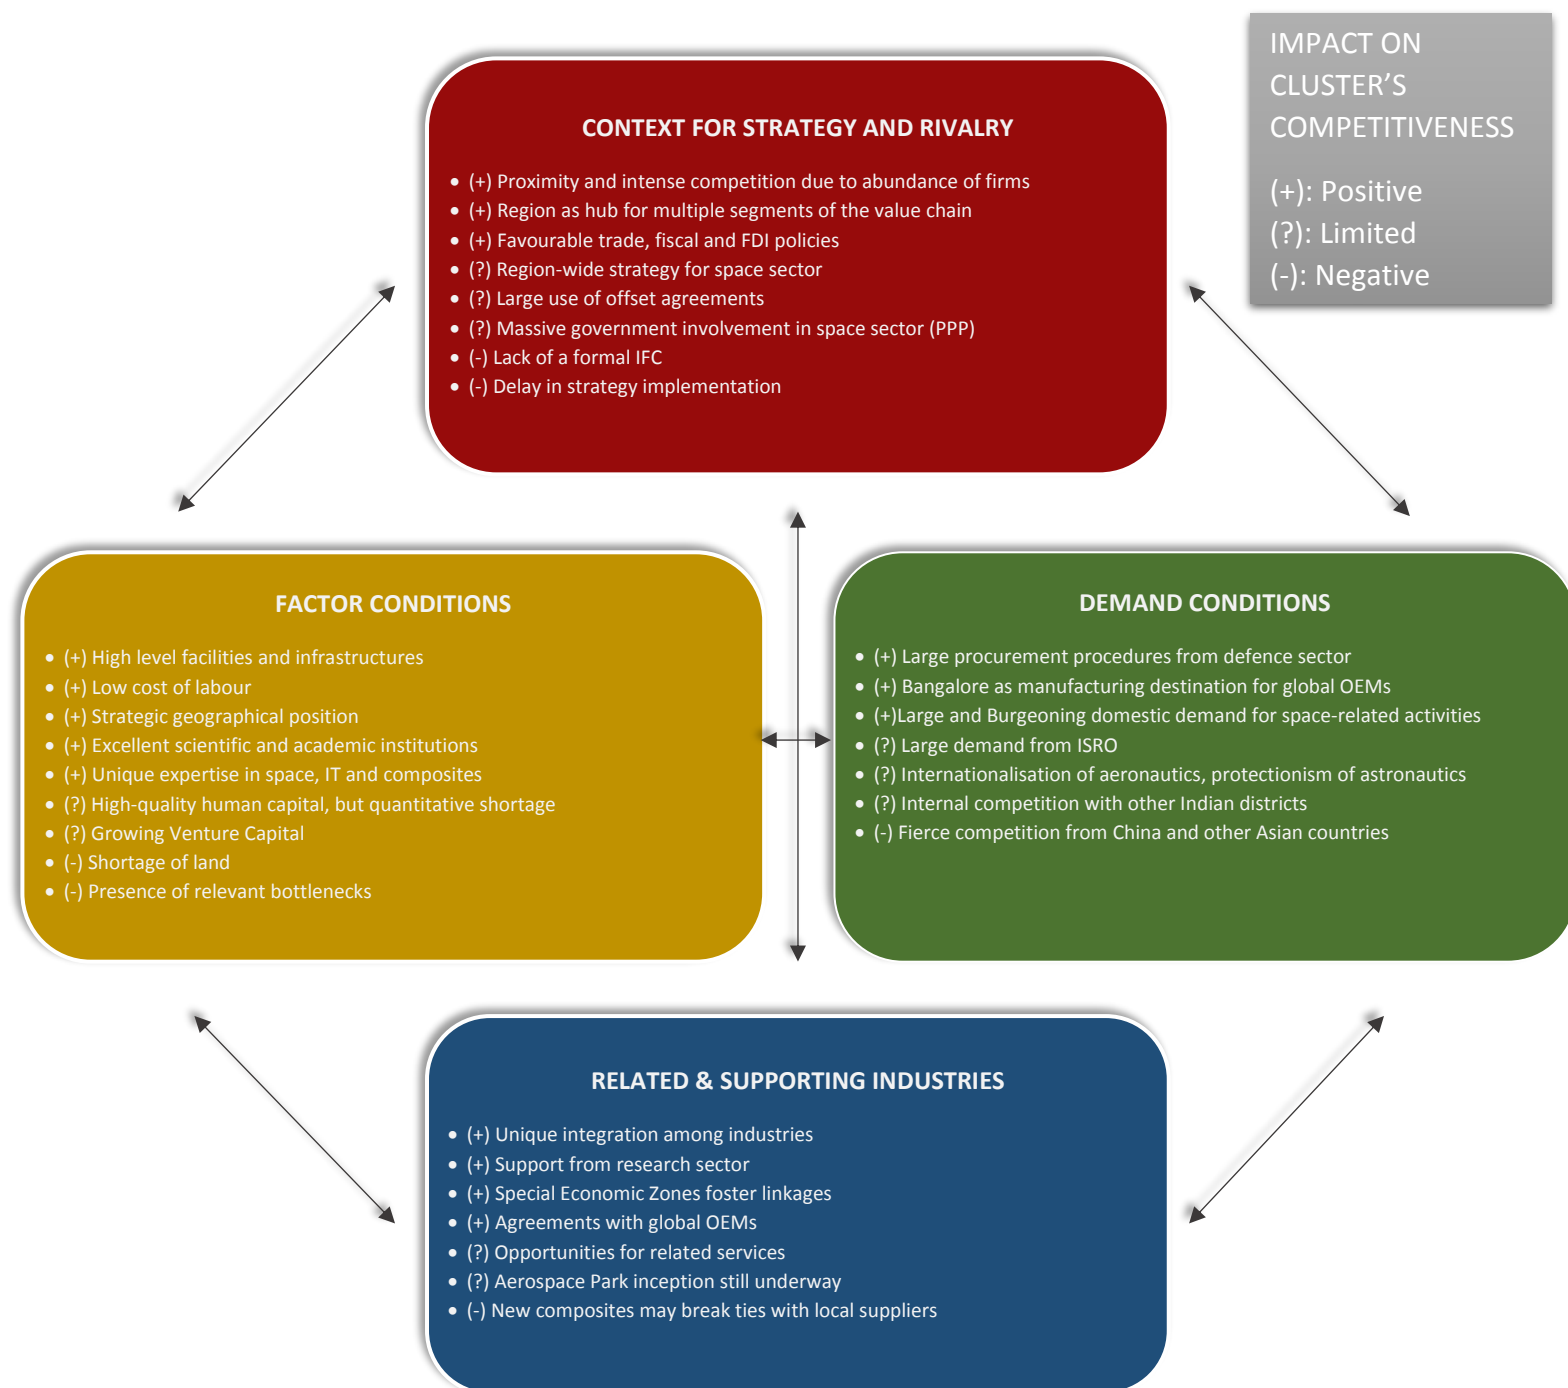 IMPACT ON
CLUSTER’S
COMPETITIVENESS
(+): Positive
(?): Limited
(-): Negative
CONTEXT FOR STRATEGY AND RIVALRY
• (+) Proximity and intense competition due to abundance of firms
• (+) Region as hub for multiple segments of the value chain
• (+) Favourable trade, fiscal and FDI policies
• (?) Region-wide strategy for space sector
• (?) Large use of offset agreements
• (?) Massive government involvement in space sector (PPP)
• (-) Lack of a formal IFC
• (-) Delay in strategy implementation
FACTOR CONDITIONS
• (+) High level facilities and infrastructures
• (+) Low cost of labour
• (+) Strategic geographical position
• (+) Excellent scientific and academic institutions
• (+) Unique expertise in space, IT and composites
• (?) High-quality human capital, but quantitative shortage
• (?) Growing Venture Capital
• (-) Shortage of land
• (-) Presence of relevant bottlenecks
DEMAND CONDITIONS
• (+) Large procurement procedures from defence sector
• (+) Bangalore as manufacturing destination for global OEMs
• (+)Large and Burgeoning domestic demand for space-related activities
• (?) Large demand from ISRO
• (?) Internationalisation of aeronautics, protectionism of astronautics
• (?) Internal competition with other Indian districts
• (-) Fierce competition from China and other Asian countries
RELATED & SUPPORTING INDUSTRIES
• (+) Unique integration among industries
• (+) Support from research sector
• (+) Special Economic Zones foster linkages
• (+) Agreements with global OEMs
• (?) Opportunities for related services
• (?) Aerospace Park inception still underway
• (-) New composites may break ties with local suppliers